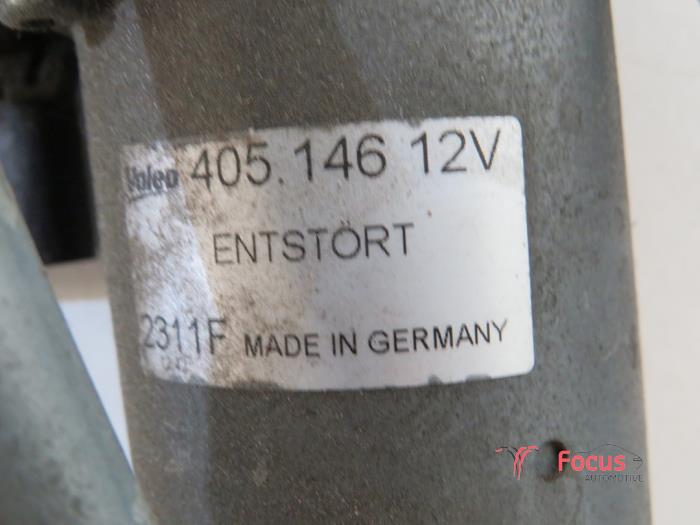 Valeo 405.146 12V
ENTSTÖRT
2311F MADE IN GERMANY
Focus
AUTOMOTIVE